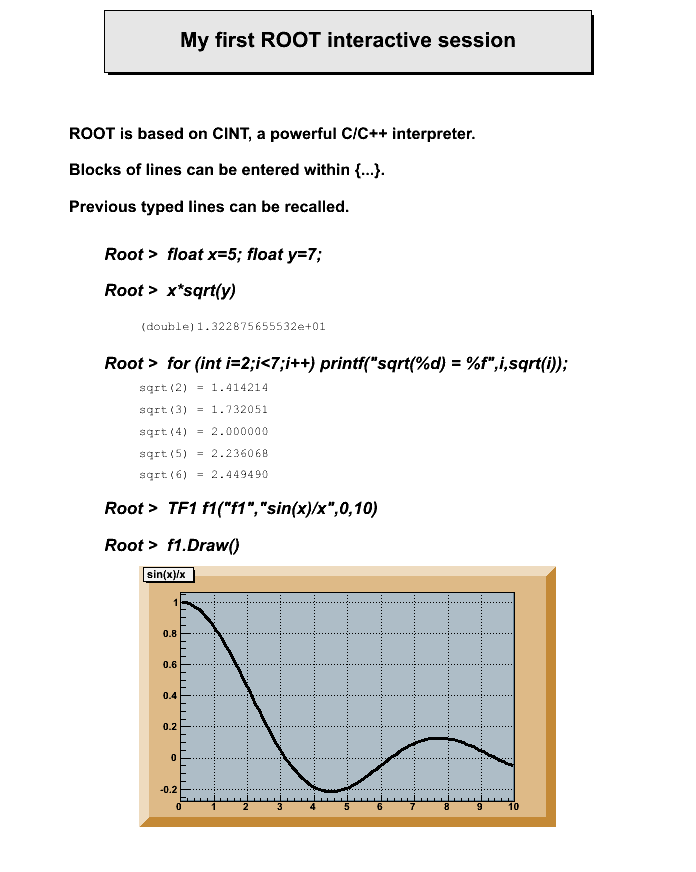 My first ROOT interactive session
ROOT is based on CINT, a powerful C/C++ interpreter.
Blocks of lines can be entered within {...}.
Previous typed lines can be recalled.
Root > float x=5; float y=7;
Root > x*sqrt(y)
(double)1.322875655532e+01
Root > for (int i=2;i<7;i++) printf("sqrt(%d) = %f",i,sqrt(i));
sqrt(2) = 1.414214
sqrt(3) = 1.732051
sqrt(4) = 2.000000
sqrt(5) = 2.236068
sqrt(6) = 2.449490
Root > TF1 f1("f1","sin(x)/x",0,10)
Root > f1.Draw()
sin(x)/x
1
0.8
0.6
0.4
0.2
0
-0.2
0 1 2 3 4 5 6 7 8 9 10